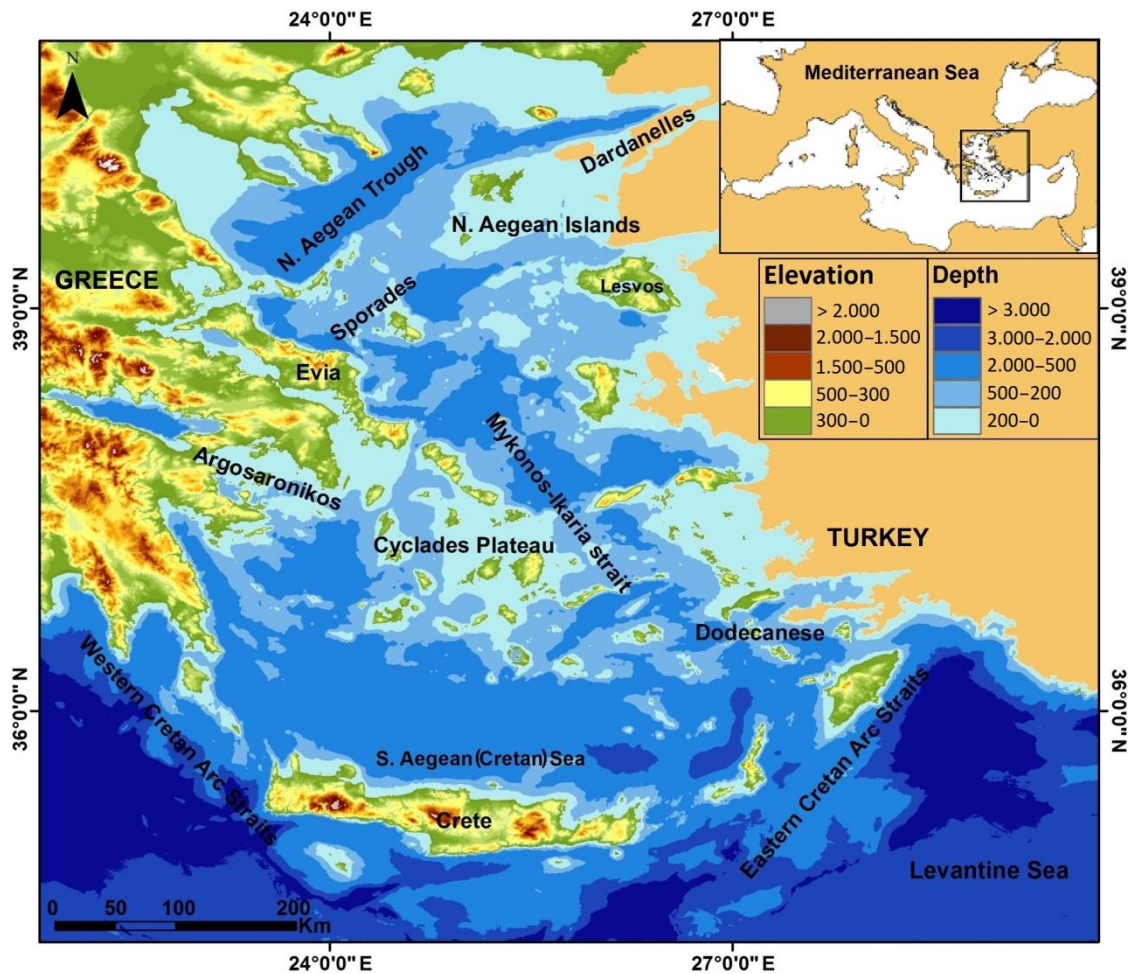 24°0'0"E
27°0'0"E
N
Mediterranean Sea
Dardanelles
N. Aegean Trough
N. Aegean Islands
GREECE
Lesvos
Sporades
39°0'0"N
39°0'0"N
Elevation
> 2.000
2.000–1.500
1.500–500
500–300
300–0
Depth
> 3.000
3.000–2.000
2.000–500
500–200
200–0
Evia
Mykonos-Ikaria strait
Argosaronikos
Cyclades Plateau
TURKEY
Dodecanese
Western Cretan Arc Straits
36°0'0"N
36°0'0"N
S. Aegean (Cretan) Sea
Crete
Eastern Cretan Arc Straits
Levantine Sea
0 50 100 200
Km
24°0'0"E
27°0'0"E